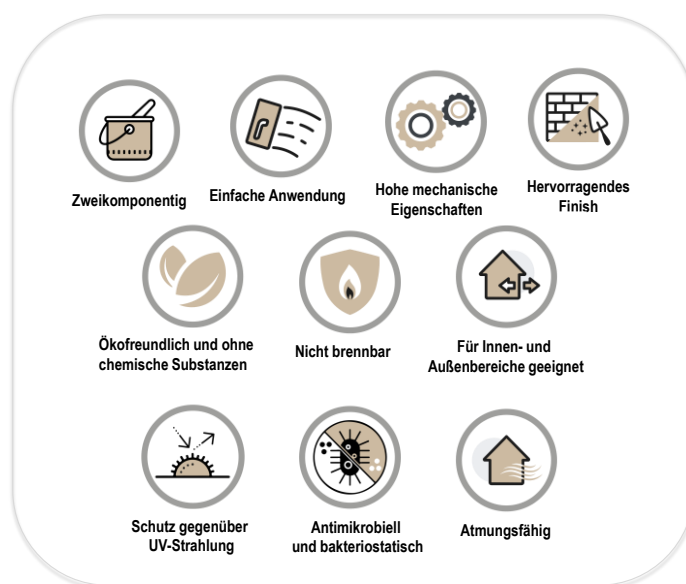 Zweikomponentig
Einfache Anwendung
Hohe mechanische
Eigenschaften
Hervorragendes
Finish
Ökofreundlich und ohne
chemische Substanzen
Nicht brennbar
Für Innen- und
Außenbereiche geeignet
Schutz gegenüber
UV-Strahlung
Antimikrobiell
und bakteriostatisch
Atmungsfähig